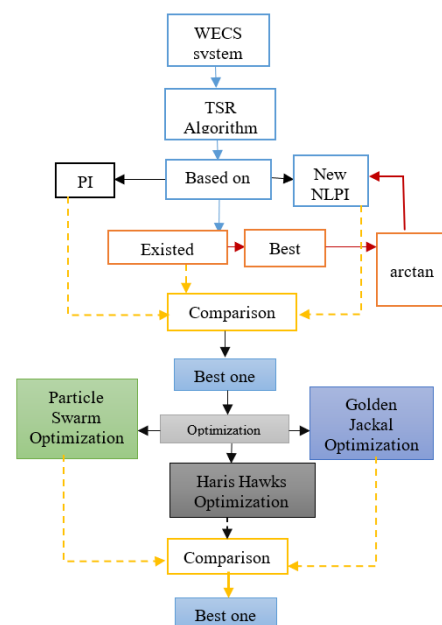 WECS
system
TSR
Algorithm
PI
Based on
New
NLPI
Existed
Best
arctan
Comparison
Best one
Particle
Swarm
Optimization
Optimization
Golden
Jackal
Optimization
Haris Hawks
Optimization
Comparison
Best one